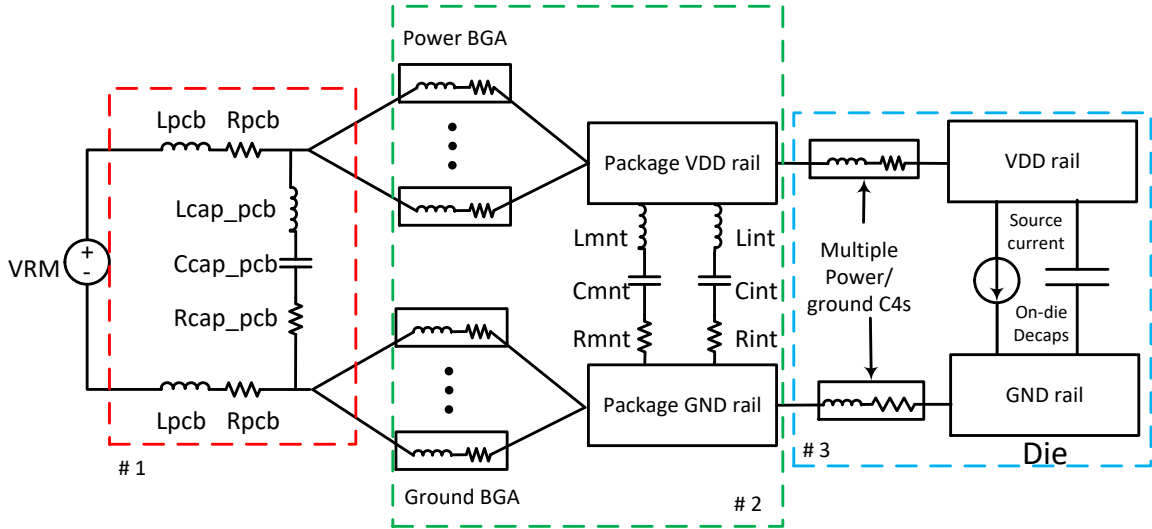 Power BGA
Lpcb Rpcb
Lcap_pcb
Ccap_pcb
Rcap_pcb
+
-
VRM
Lpcb Rpcb
# 1
Package VDD rail
Lmnt Lint
Cmnt Cint
Rmnt Rint
Package GND rail
Ground BGA
# 2
VDD rail
Source
current
Multiple
Power/
ground C4s
On-die
Decaps
GND rail
# 3
Die